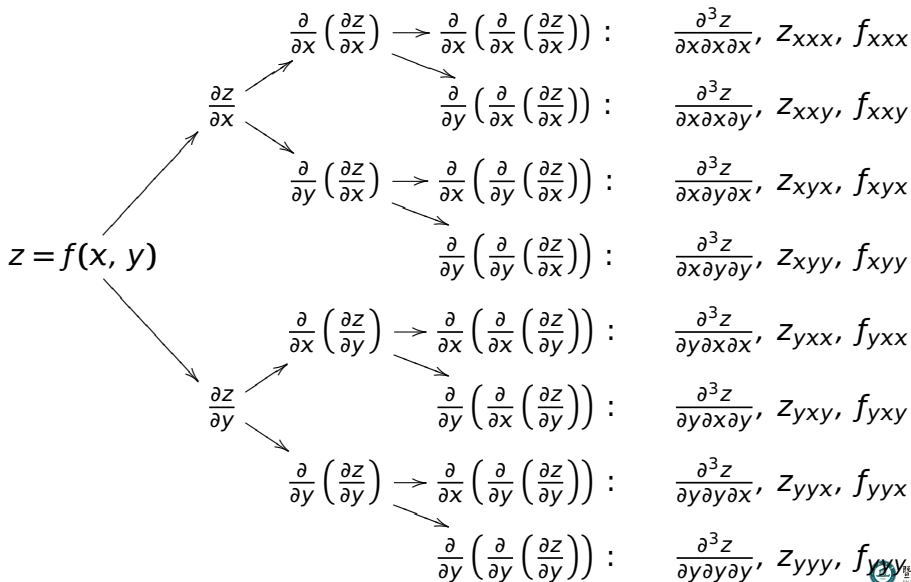 ∂/∂x (∂z/∂x) → ∂/∂x (∂/∂x (∂z/∂x)) : ∂³z/∂x∂x∂x, z_xxx, f_xxx
∂z/∂x
∂/∂y (∂/∂x (∂z/∂x)) : ∂³z/∂x∂x∂y, z_xxy, f_xxy
∂/∂y (∂z/∂x) → ∂/∂x (∂/∂y (∂z/∂x)) : ∂³z/∂x∂y∂x, z_xyx, f_xyx
z = f(x, y)
∂/∂y (∂/∂y (∂z/∂x)) : ∂³z/∂x∂y∂y, z_xyy, f_xyy
∂/∂x (∂z/∂y) → ∂/∂x (∂/∂x (∂z/∂y)) : ∂³z/∂y∂x∂x, z_yxx, f_yxx
∂z/∂y
∂/∂y (∂/∂x (∂z/∂y)) : ∂³z/∂y∂x∂y, z_yxy, f_yxy
∂/∂y (∂z/∂y) → ∂/∂x (∂/∂y (∂z/∂y)) : ∂³z/∂y∂y∂x, z_yyx, f_yyx
∂/∂y (∂/∂y (∂z/∂y)) : ∂³z/∂y∂y∂y, z_yyy, f_yyy